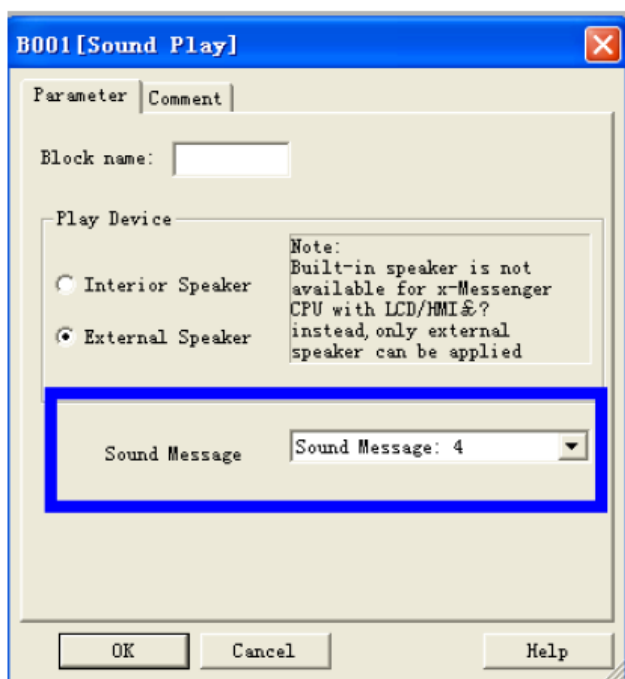 B001[Sound Play]
Parameter
Comment
Block name:
Play Device
Interior Speaker
External Speaker
Note:
Built-in speaker is not
available for x-Messenger
CPU with LCD/HMI£?
instead, only external
speaker can be applied
Sound Message
Sound Message: 4
OK
Cancel
Help